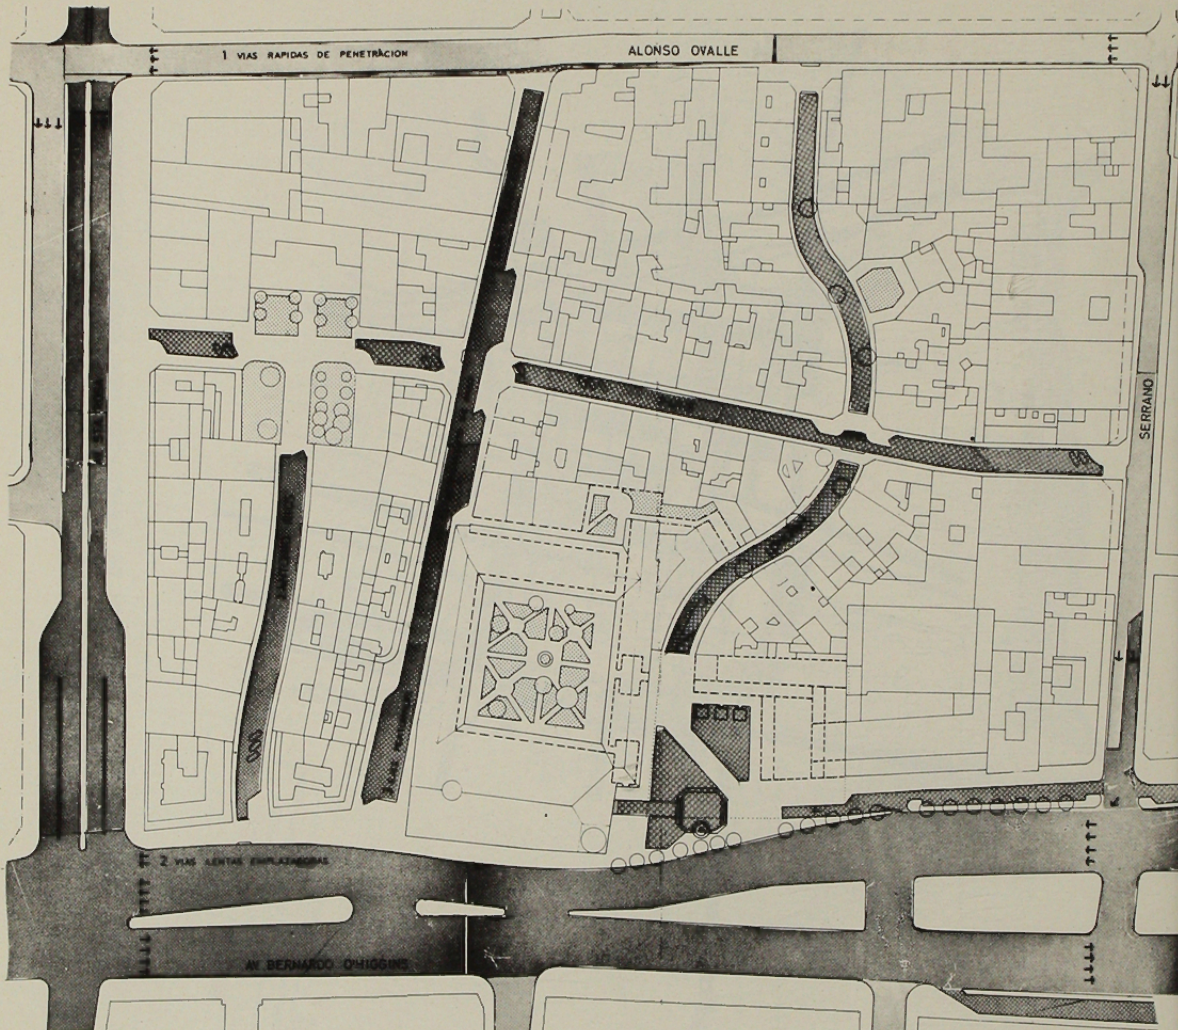 1 VIAS RAPIDAS DE PENETRACION
ALONSO OVALLE
SERRANO
2 VIAS LENTAS EMPLAZADORAS
AV BERNARDO O'HIGGINS